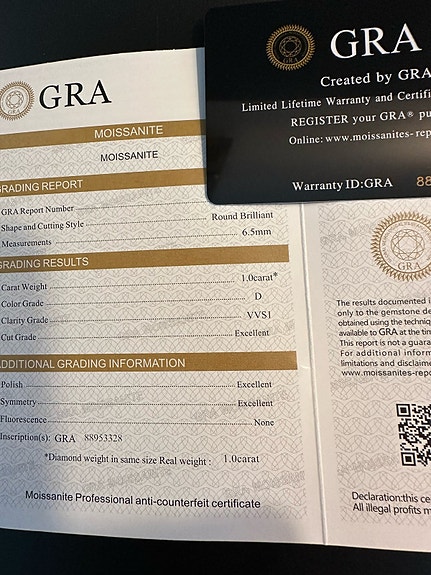 GRA
MOISSANITE
MOISSANITE
GRADING REPORT
GRA Report Number
Shape and Cutting Style Round Brilliant
Measurements 6.5mm
GRADING RESULTS
Carat Weight 1.0carat*
Color Grade D
Clarity Grade VVS1
Cut Grade Excellent
ADDITIONAL GRADING INFORMATION
Polish Excellent
Symmetry Excellent
Fluorescence None
Inscription(s): GRA 88953328
*Diamond weight in same size Real weight : 1.0carat
Moissanite Professional anti-counterfeit certificate
GRA
Created by GRA
Limited Lifetime Warranty and Certif
REGISTER your GRA® pu
Online: www.moissanites-rep
Warranty ID:GRA 88
GRA
The results documented i
only to the gemstone de
obtained using the techniq
available to GRA at the tin
This report is not a guara
For additional inform
limitations and disclaime
www.moissanites-repo
Declaration:this ce
All illegal profits m